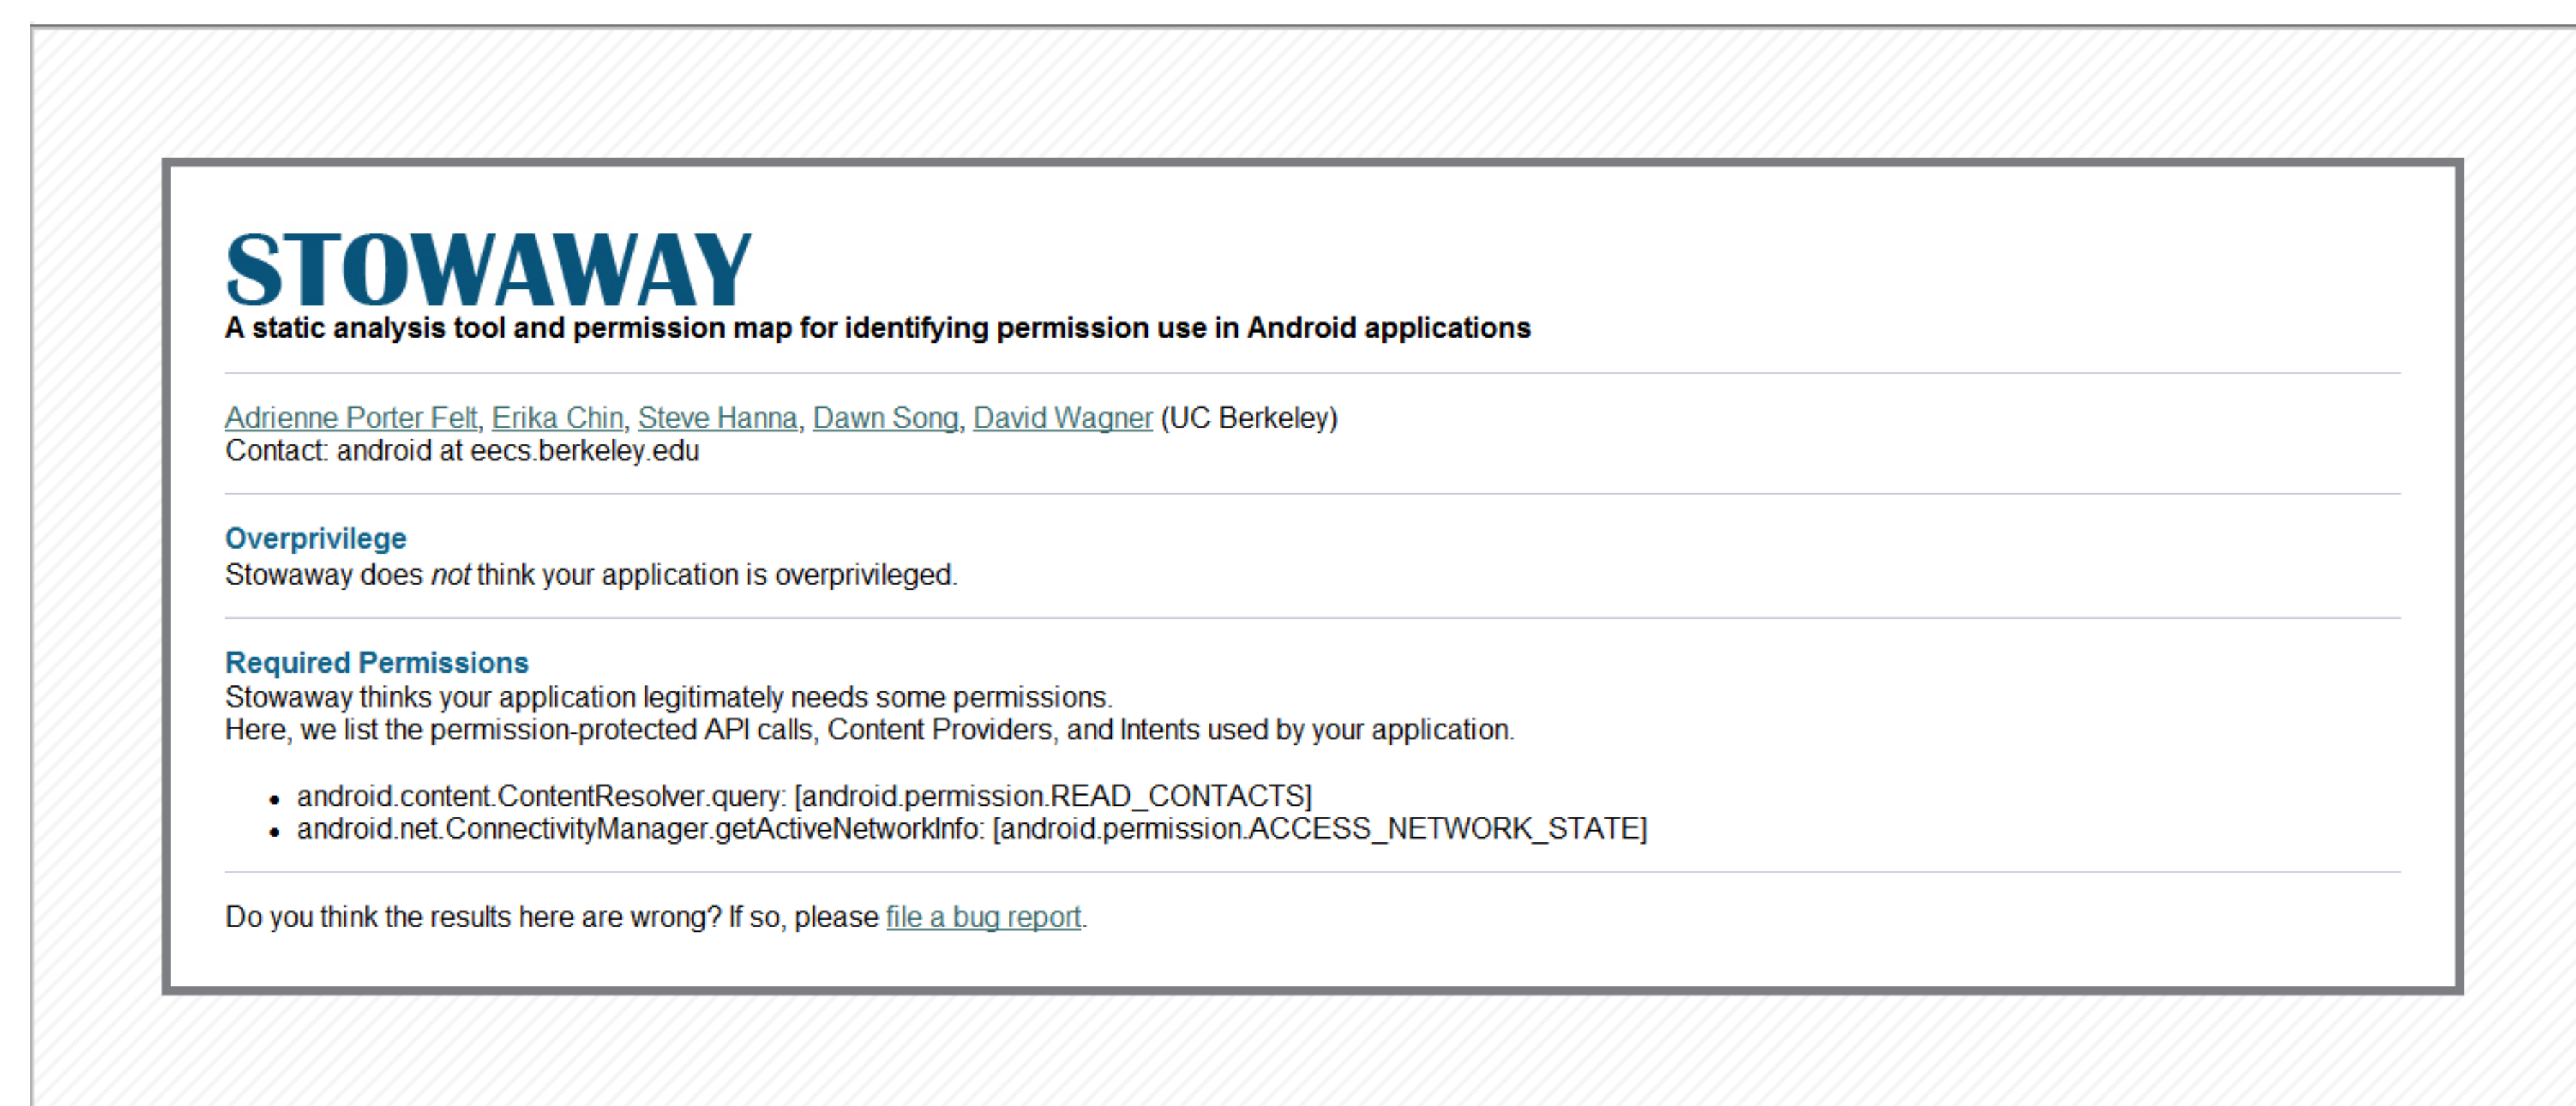 STOWAWAY
A static analysis tool and permission map for identifying permission use in Android applications
Adrienne Porter Felt, Erika Chin, Steve Hanna, Dawn Song, David Wagner (UC Berkeley)
Contact: android at eecs.berkeley.edu
Overprivilege
Stowaway does not think your application is overprivileged.
Required Permissions
Stowaway thinks your application legitimately needs some permissions.
Here, we list the permission-protected API calls, Content Providers, and Intents used by your application.
• android.content.ContentResolver.query: [android.permission.READ_CONTACTS]
• android.net.ConnectivityManager.getActiveNetworkInfo: [android.permission.ACCESS_NETWORK_STATE]
Do you think the results here are wrong? If so, please file a bug report.